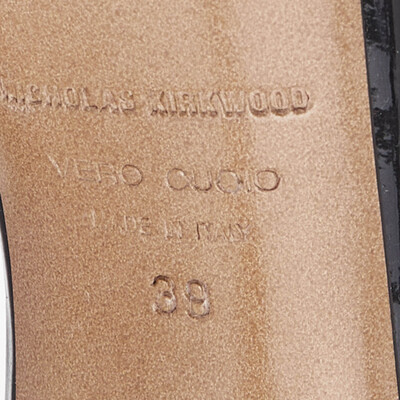 NICHOLAS KIRKWOOD
VERO CUOIO
MADE IN ITALY
38